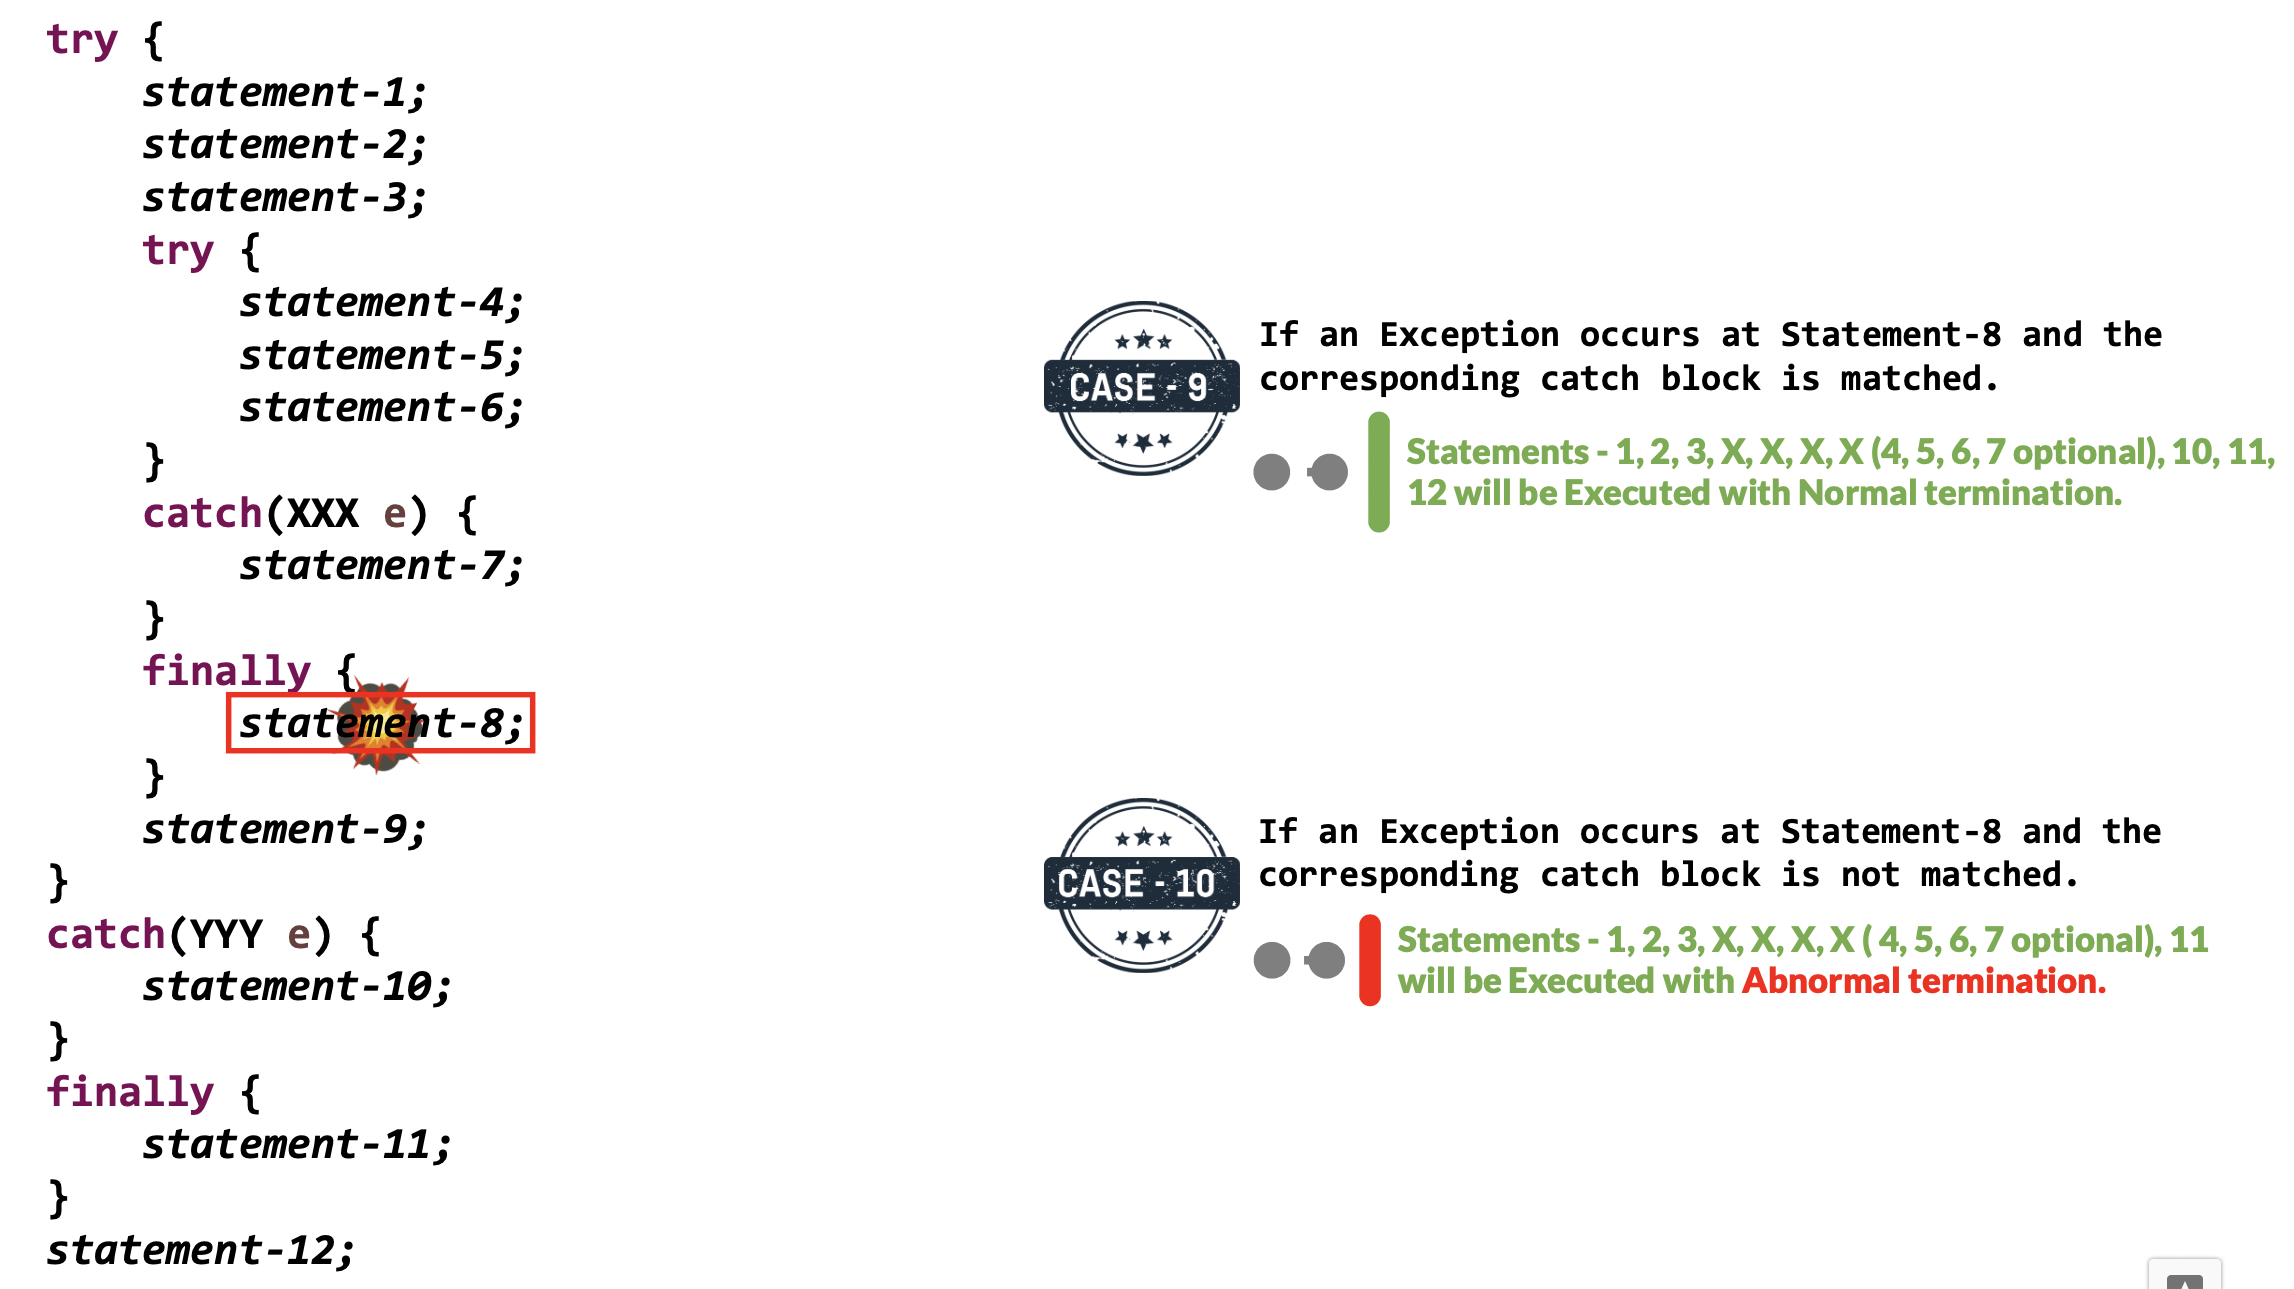 try {
statement-1;
statement-2;
statement-3;
try {
statement-4;
statement-5;
statement-6;
}
catch(XXX e) {
statement-7;
}
finally {
statement-8;
}
statement-9;
}
catch(YYY e) {
statement-10;
}
finally {
statement-11;
}
statement-12;
CASE - 9
If an Exception occurs at Statement-8 and the
corresponding catch block is matched.
Statements - 1, 2, 3, X, X, X, X (4, 5, 6, 7 optional), 10, 11,
12 will be Executed with Normal termination.
CASE - 10
If an Exception occurs at Statement-8 and the
corresponding catch block is not matched.
Statements - 1, 2, 3, X, X, X, X ( 4, 5, 6, 7 optional), 11
will be Executed with Abnormal termination.